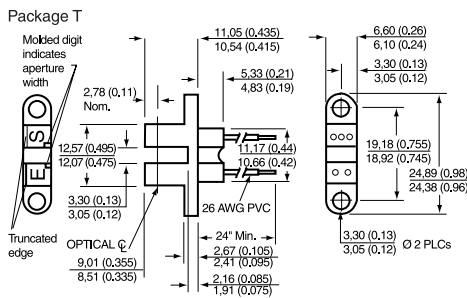 Package T
Molded digit
indicates
aperture
width
S
E
Truncated
edge
11,05 (0.435)
10,54 (0.415)
5,33 (0.21)
4,83 (0.19)
2,78 (0.11)
Nom.
12,57 (0.495)
12,07 (0.475)
11,17 (0.44)
10,66 (0.42)
3,30 (0.13)
3,05 (0.12)
26 AWG PVC
OPTICAL ℄
24" Min.
9,01 (0.355)
8,51 (0.335)
2,67 (0.105)
2,41 (0.095)
2,16 (0.085)
1,91 (0.075)
6,60 (0.26)
6,10 (0.24)
3,30 (0.13)
3,05 (0.12)
19,18 (0.755)
18,92 (0.745)
24,89 (0.98)
24,38 (0.96)
3,30 (0.13)
3,05 (0.12)
Ø 2 PLCs